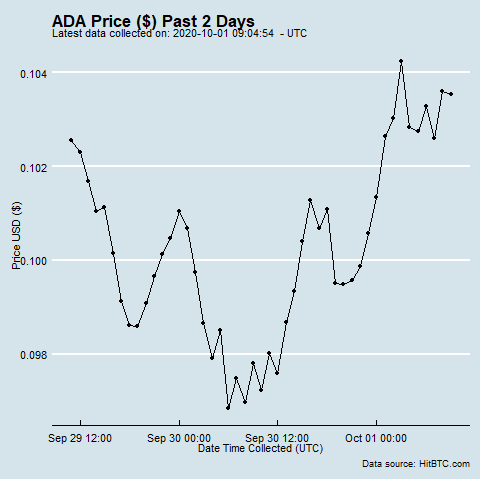 ADA Price ($) Past 2 Days
Latest data collected on: 2020-10-01 09:04:54 - UTC
0.104
0.102
0.100
0.098
Price USD ($)
Sep 29 12:00
Sep 30 00:00
Sep 30 12:00
Oct 01 00:00
Date Time Collected (UTC)
Data source: HitBTC.com